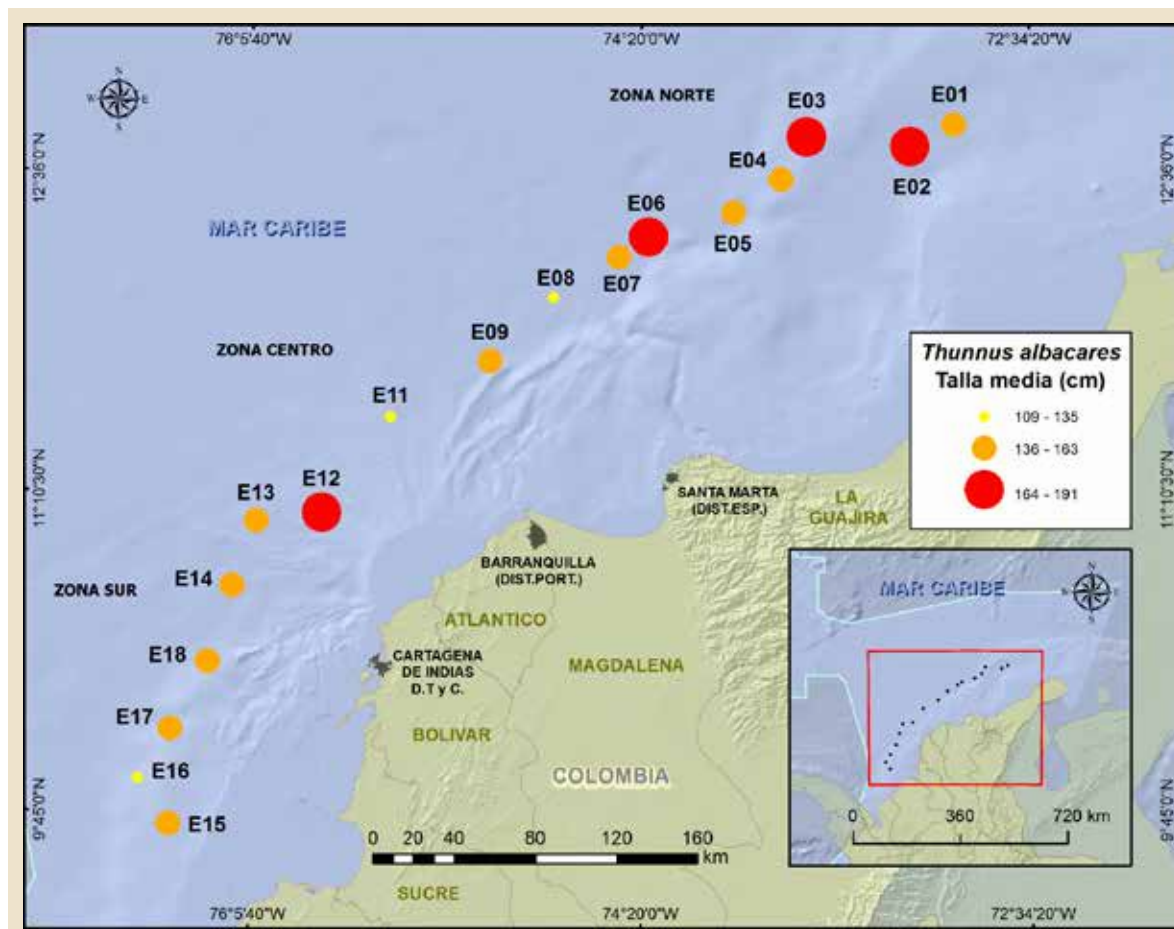 76°5'40"W
74°20'0"W
72°34'20"W
N
W E
S
ZONA NORTE
E03
E01
E04
E02
12°36'0"N
12°36'0"N
E06
E05
MAR CARIBE
E07
E08
ZONA CENTRO
E09
E11
Thunnus albacares
Talla media (cm)
109 - 135
136 - 163
164 - 191
E13
E12
11°10'30"N
11°10'30"N
SANTA MARTA
(DIST.ESP.)
LA
GUAJIRA
BARRANQUILLA
(DIST.PORT.)
ZONA SUR
E14
ATLANTICO
E18
CARTAGENA
DE INDIAS
D.T y C.
MAGDALENA
MAR CARIBE
E17
BOLIVAR
E16
COLOMBIA
E15
9°45'0"N
9°45'0"N
0 20 40 80 120 160
km
0 360 720 km
SUCRE
76°5'40"W
74°20'0"W
72°34'20"W